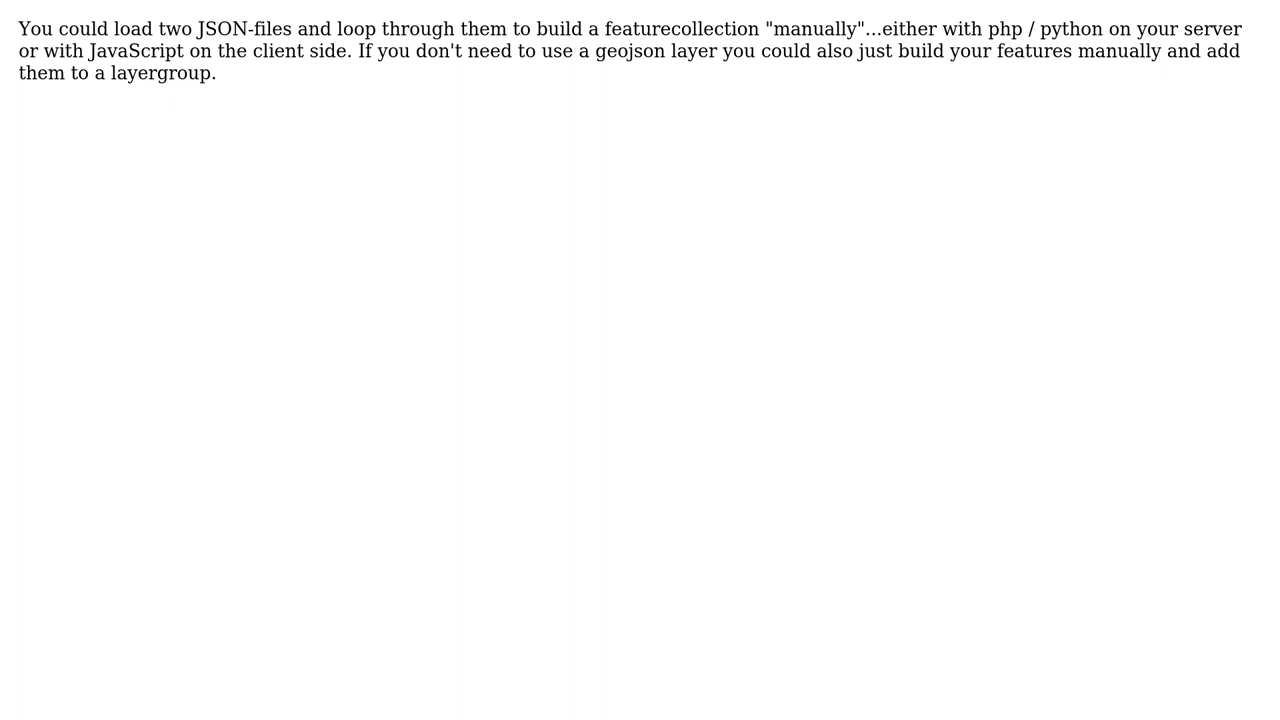 You could load two JSON-files and loop through them to build a featurecollection "manually"...either with php / python on your server
or with JavaScript on the client side. If you don't need to use a geojson layer you could also just build your features manually and add
them to a layergroup.